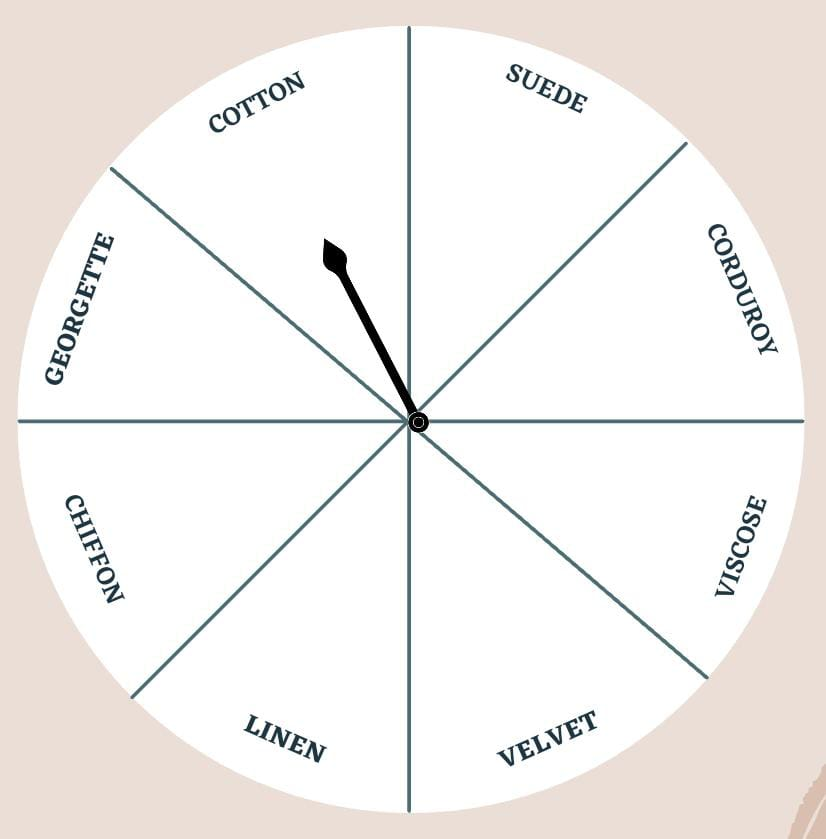 COTTON
SUEDE
GEORGETTE
CORDUROY
CHIFFON
VISCOSE
LINEN
VELVET